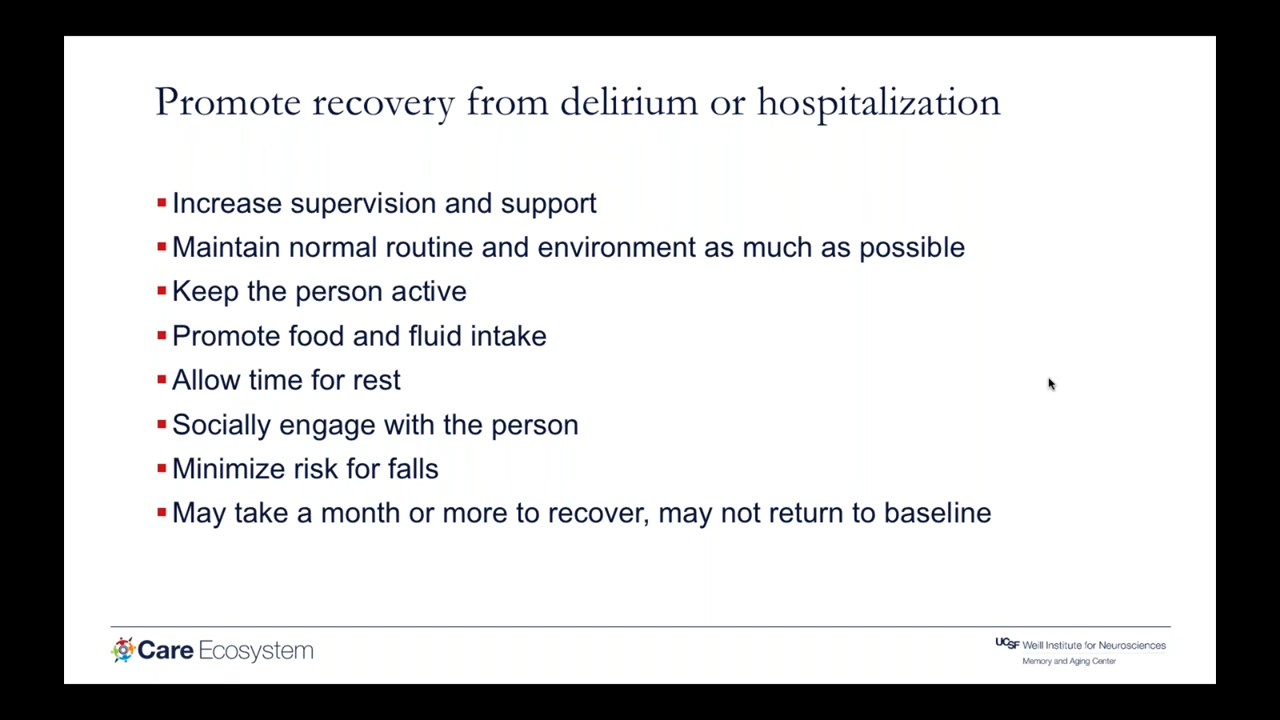 Promote recovery from delirium or hospitalization
Increase supervision and support
Maintain normal routine and environment as much as possible
Keep the person active
Promote food and fluid intake
Allow time for rest
Socially engage with the person
Minimize risk for falls
May take a month or more to recover, may not return to baseline
Care Ecosystem
UCSF Weill Institute for Neurosciences
Memory and Aging Center